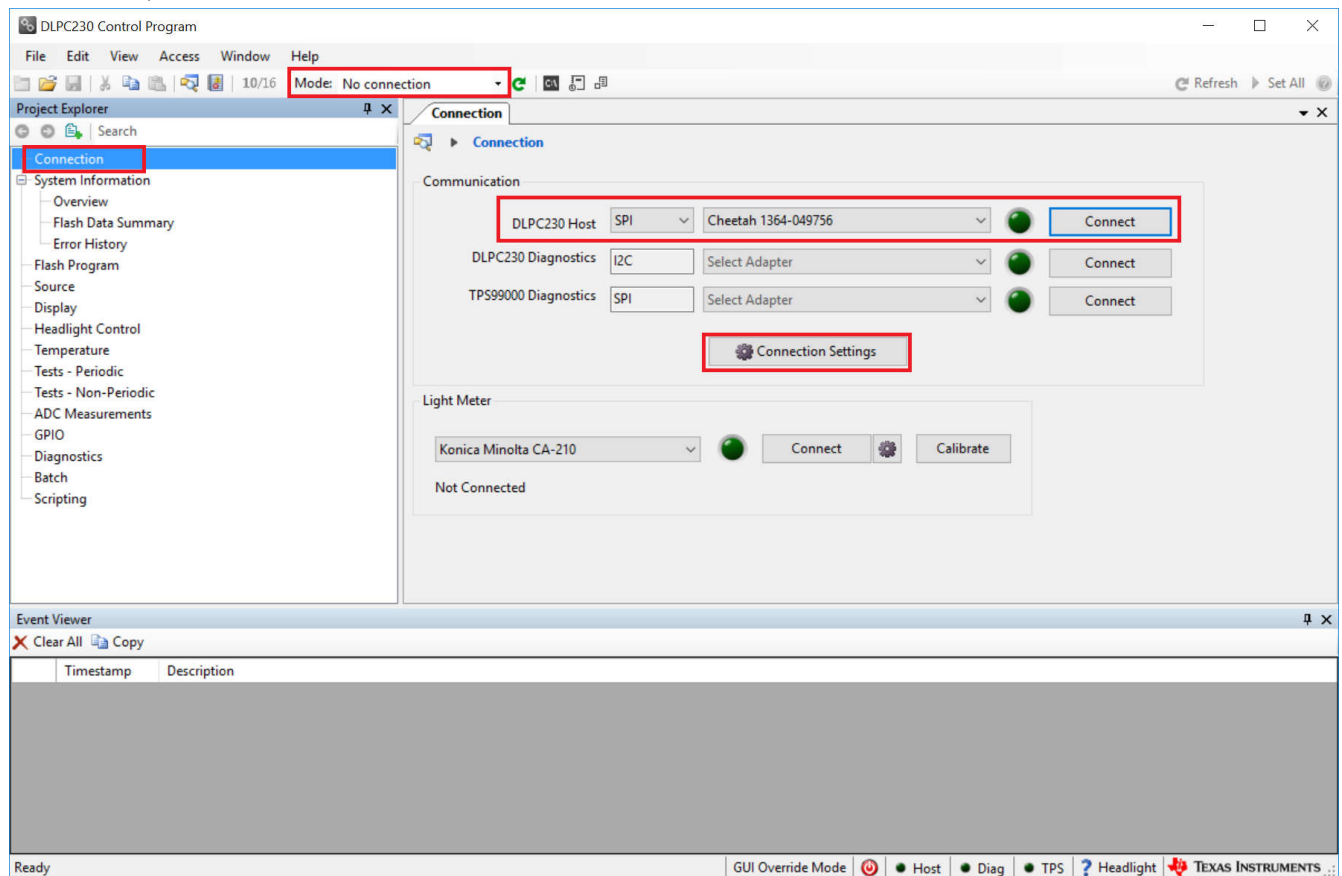 DLPC230 Control Program
File Edit View Access Window Help
10/16 Mode: No connection C:\ Refresh Set All
Project Explorer
Search
Connection
System Information
Overview
Flash Data Summary
Error History
Flash Program
Source
Display
Headlight Control
Temperature
Tests - Periodic
Tests - Non-Periodic
ADC Measurements
GPIO
Diagnostics
Batch
Scripting
Connection
Connection
Communication
DLPC230 Host SPI Cheetah 1364-049756 Connect
DLPC230 Diagnostics I2C Select Adapter Connect
TPS99000 Diagnostics SPI Select Adapter Connect
Connection Settings
Light Meter
Konica Minolta CA-210 Connect Calibrate
Not Connected
Event Viewer
Clear All Copy
Timestamp Description
Ready GUI Override Mode Host Diag TPS ? Headlight TEXAS INSTRUMENTS